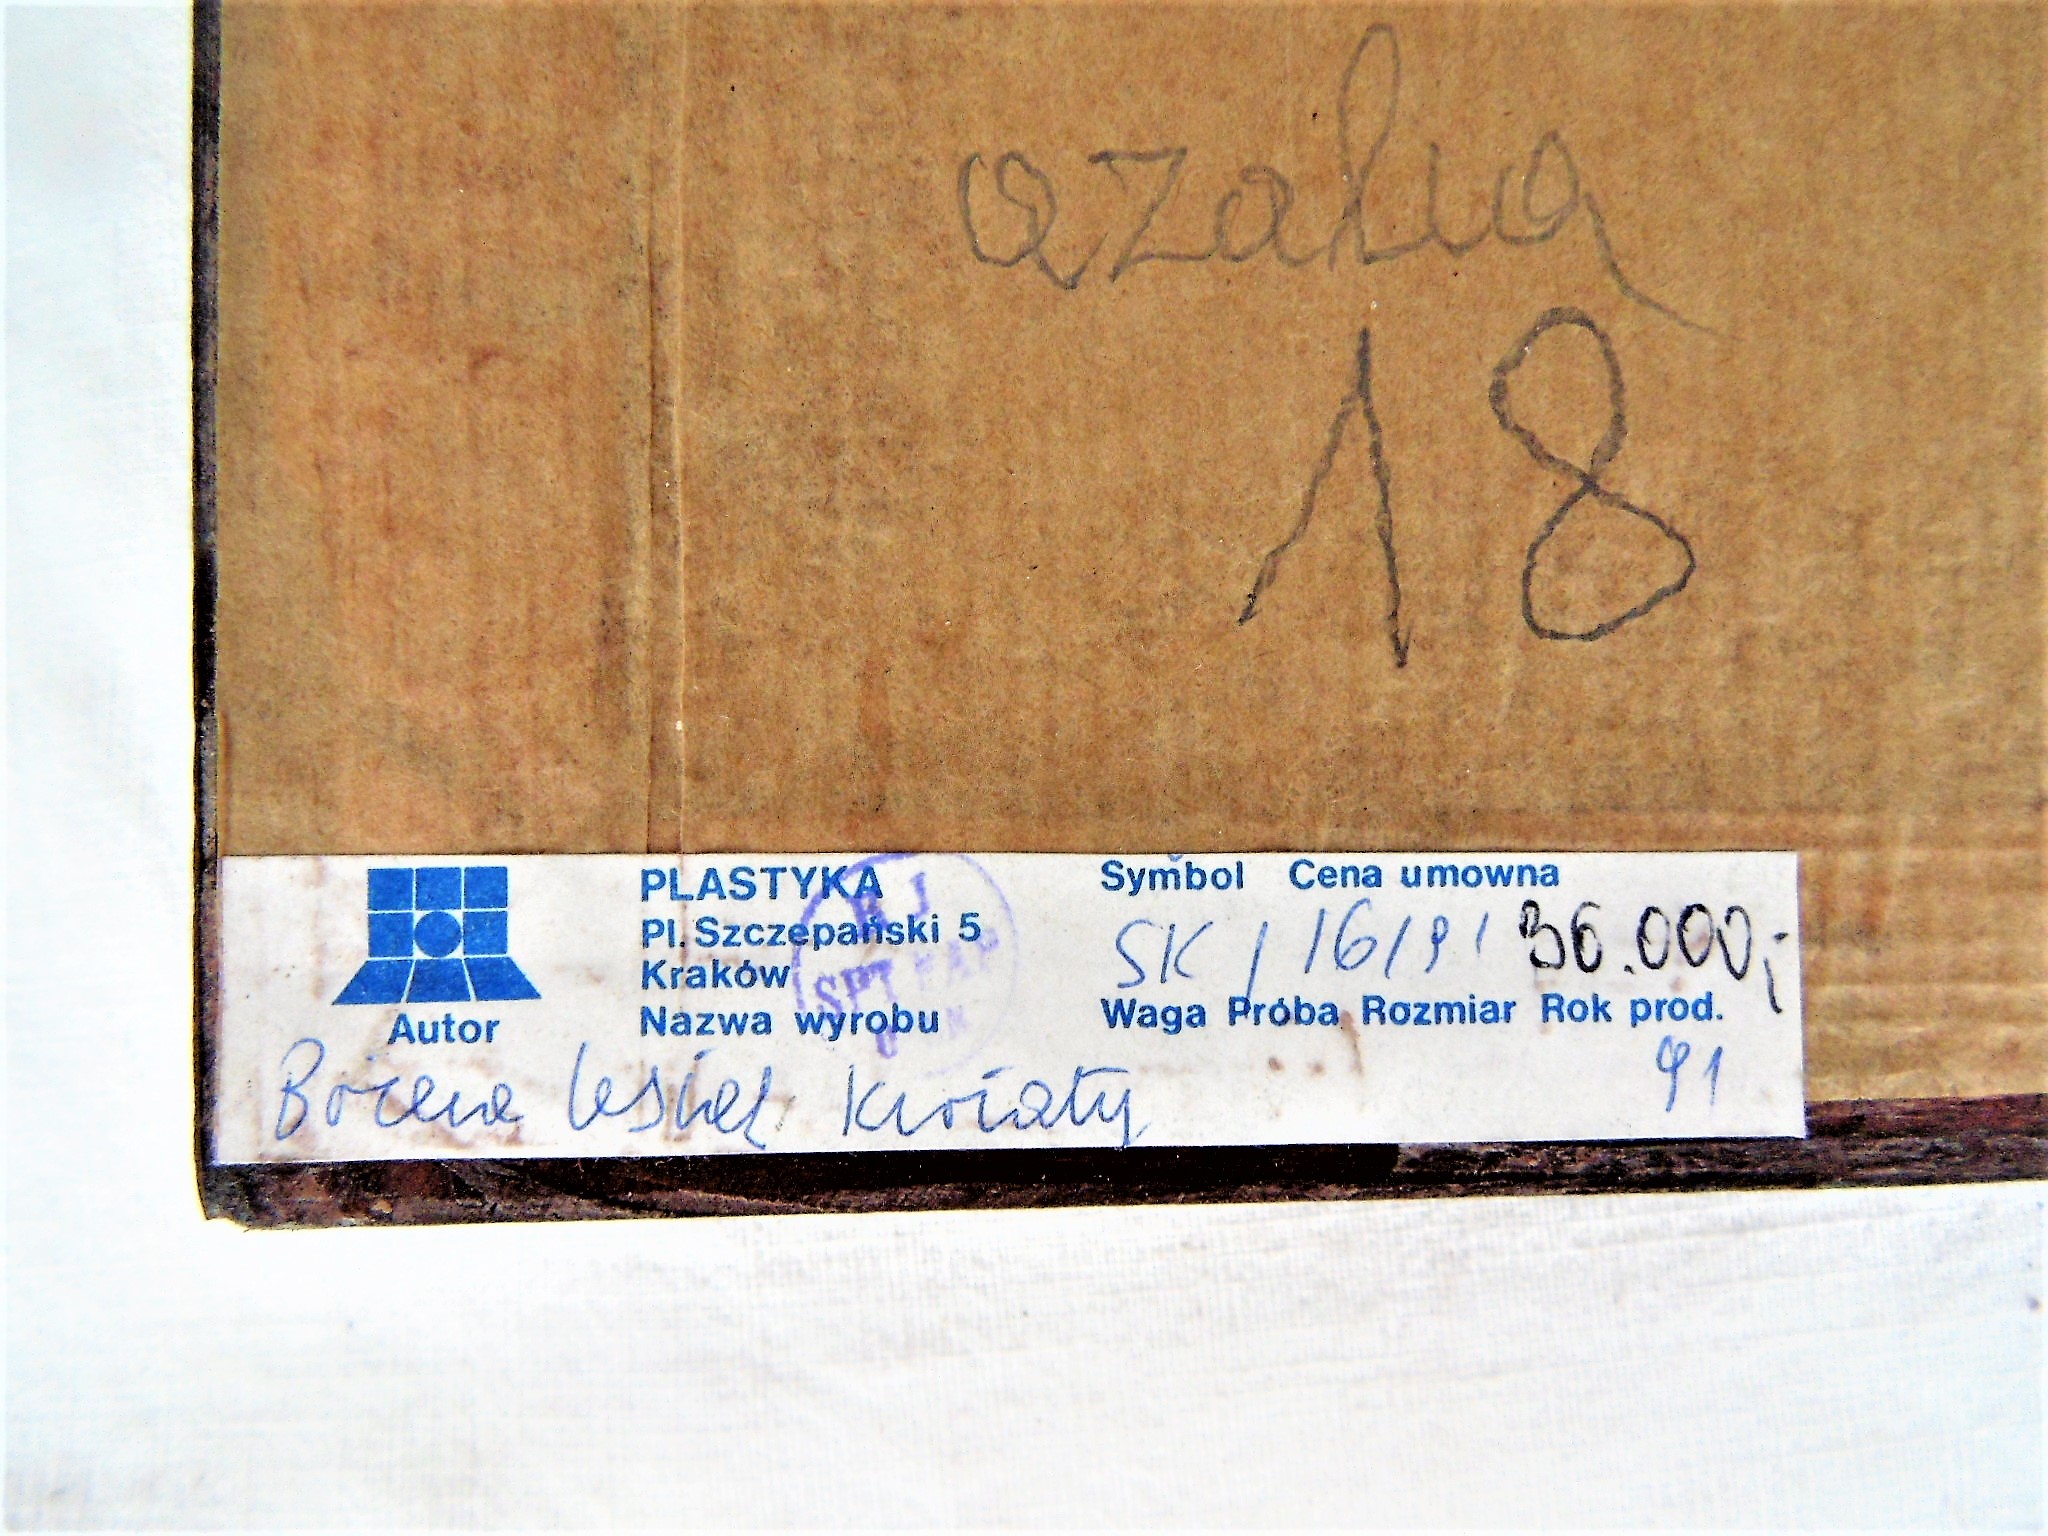 azalia
18
PLASTYKA
Pl. Szczepański 5
Kraków
Autor
Nazwa wyrobu
Bożena Kwiaty
Symbol Cena umowna
SK/16/91 36.000,-
Waga Próba Rozmiar Rok prod.
91